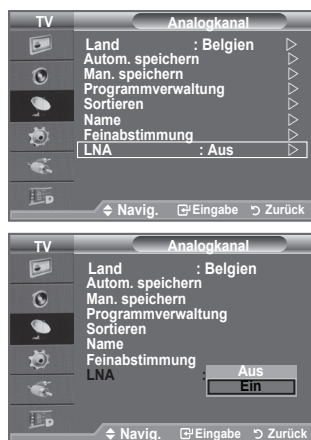 TV Analogkanal
Land : Belgien
Autom. speichern
Man. speichern
Programmverwaltung
Sortieren
Name
Feinabstimmung
LNA : Aus
Navig. Eingabe Zurück
TV Analogkanal
Land : Belgien
Autom. speichern
Man. speichern
Programmverwaltung
Sortieren
Name
Feinabstimmung
LNA : Aus
Ein
Navig. Eingabe Zurück